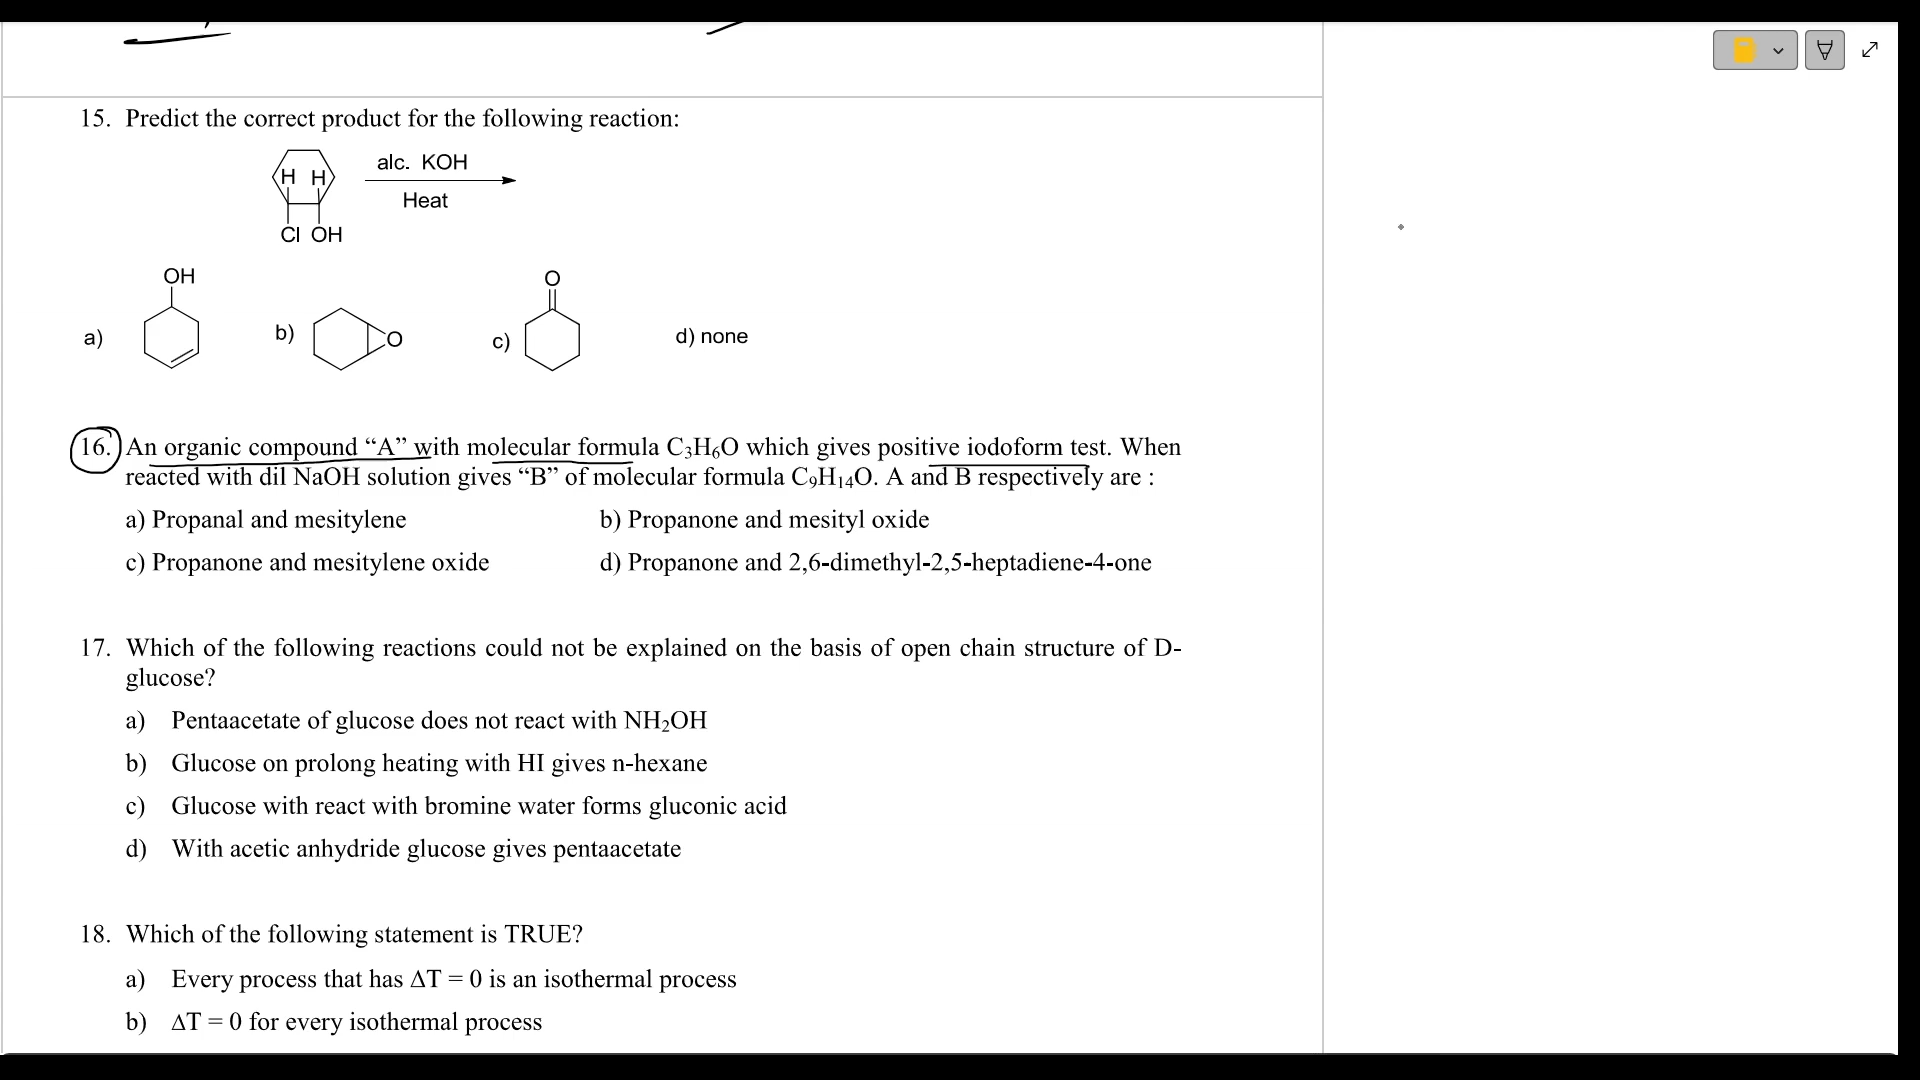 15. Predict the correct product for the following reaction:
H H
alc. KOH
Heat
Cl OH
OH
O
a)
b)
O
c)
d) none
16. An organic compound “A” with molecular formula C₃H₆O which gives positive iodoform test. When
reacted with dil NaOH solution gives “B” of molecular formula C₉H₁₄O. A and B respectively are :
a) Propanal and mesitylene
b) Propanone and mesityl oxide
c) Propanone and mesitylene oxide
d) Propanone and 2,6-dimethyl-2,5-heptadiene-4-one
17. Which of the following reactions could not be explained on the basis of open chain structure of D-
glucose?
a) Pentaacetate of glucose does not react with NH₂OH
b) Glucose on prolong heating with HI gives n-hexane
c) Glucose with react with bromine water forms gluconic acid
d) With acetic anhydride glucose gives pentaacetate
18. Which of the following statement is TRUE?
a) Every process that has ΔT = 0 is an isothermal process
b) ΔT = 0 for every isothermal process